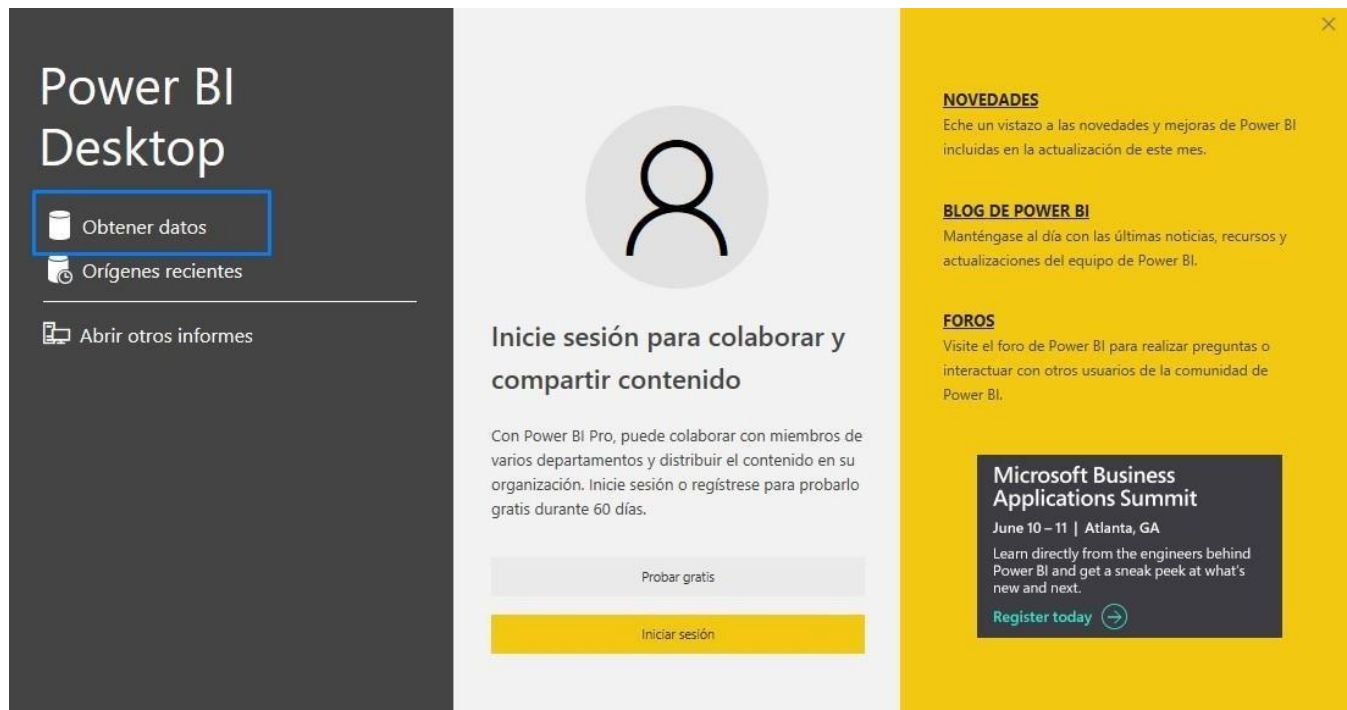 Power BI
Desktop
Obtener datos
Orígenes recientes
Abrir otros informes
Inicie sesión para colaborar y
compartir contenido
Con Power BI Pro, puede colaborar con miembros de
varios departamentos y distribuir el contenido en su
organización. Inicie sesión o regístrese para probarlo
gratis durante 60 días.
Probar gratis
Iniciar sesión
NOVEDADES
Eche un vistazo a las novedades y mejoras de Power BI
incluidas en la actualización de este mes.
BLOG DE POWER BI
Manténgase al día con las últimas noticias, recursos y
actualizaciones del equipo de Power BI.
FOROS
Visite el foro de Power BI para realizar preguntas o
interactuar con otros usuarios de la comunidad de
Power BI.
Microsoft Business
Applications Summit
June 10 – 11 | Atlanta, GA
Learn directly from the engineers behind
Power BI and get a sneak peek at what's
new and next.
Register today